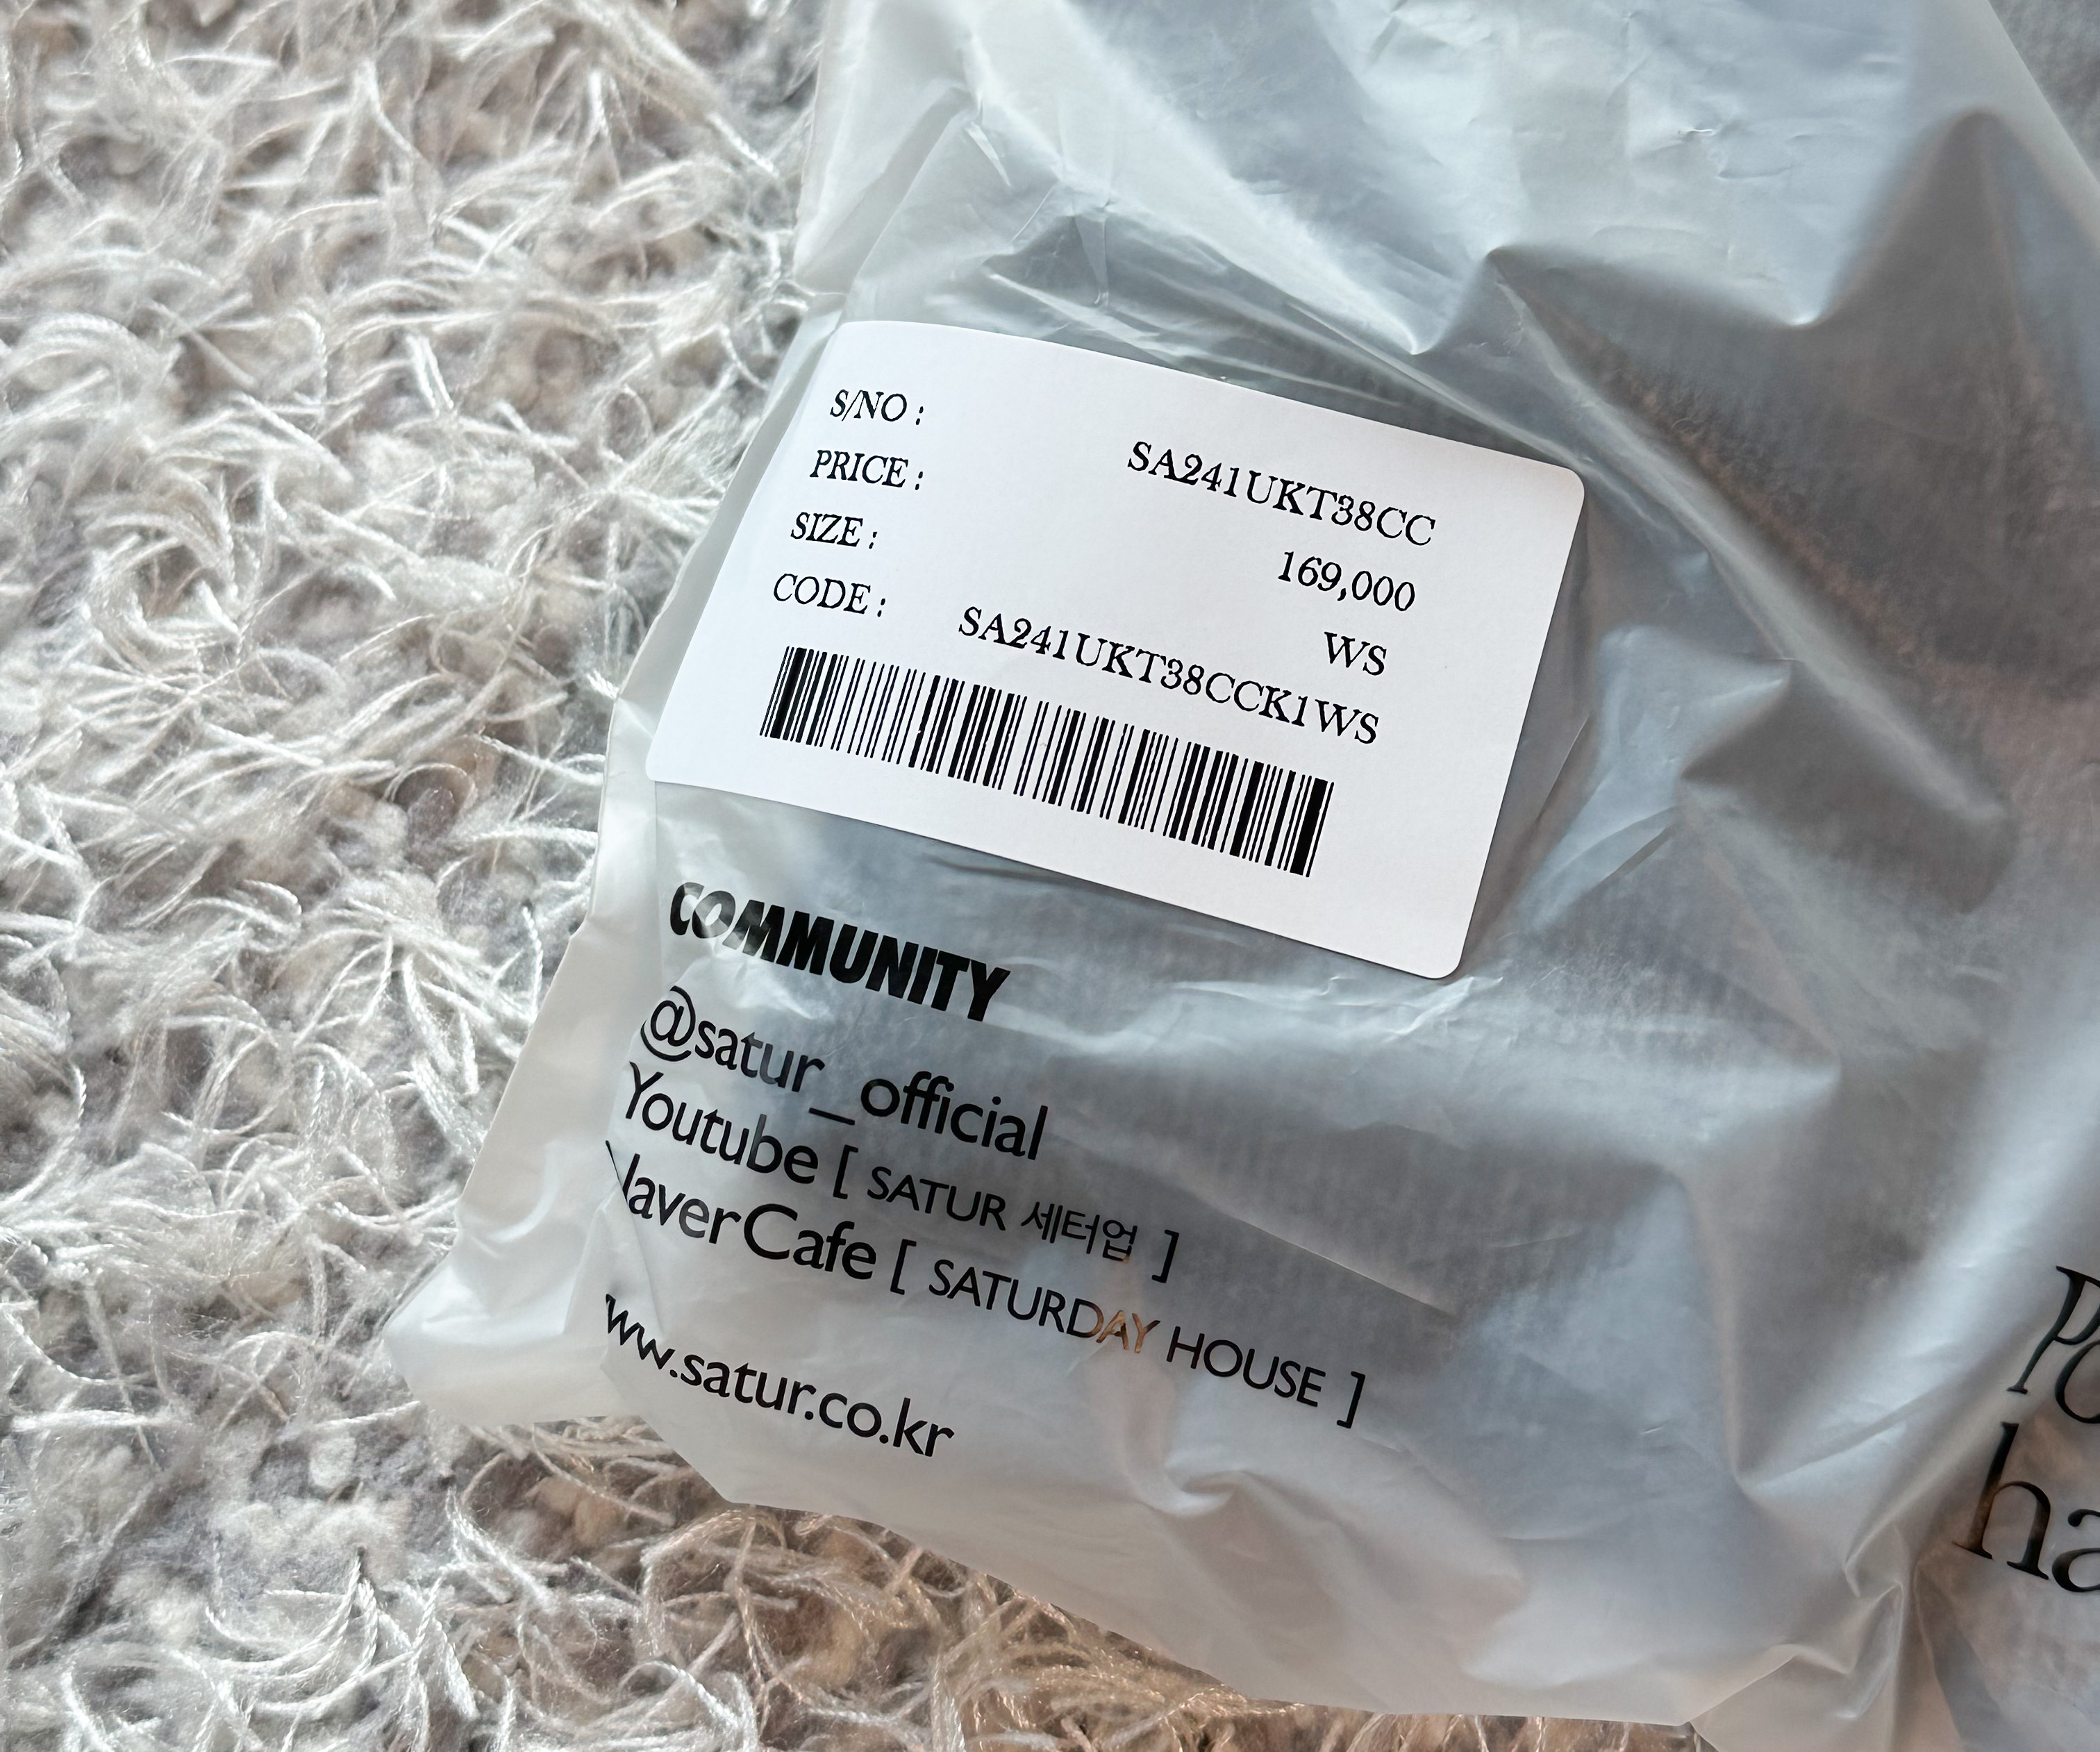 S/NO : SA241UKT38CC
PRICE : 169,000
SIZE : WS
CODE : SA241UKT38CCK1WS
COMMUNITY
@satur_official
Youtube [ SATUR 세터업 ]
NaverCafe [ SATURDAY HOUSE ]
www.satur.co.kr